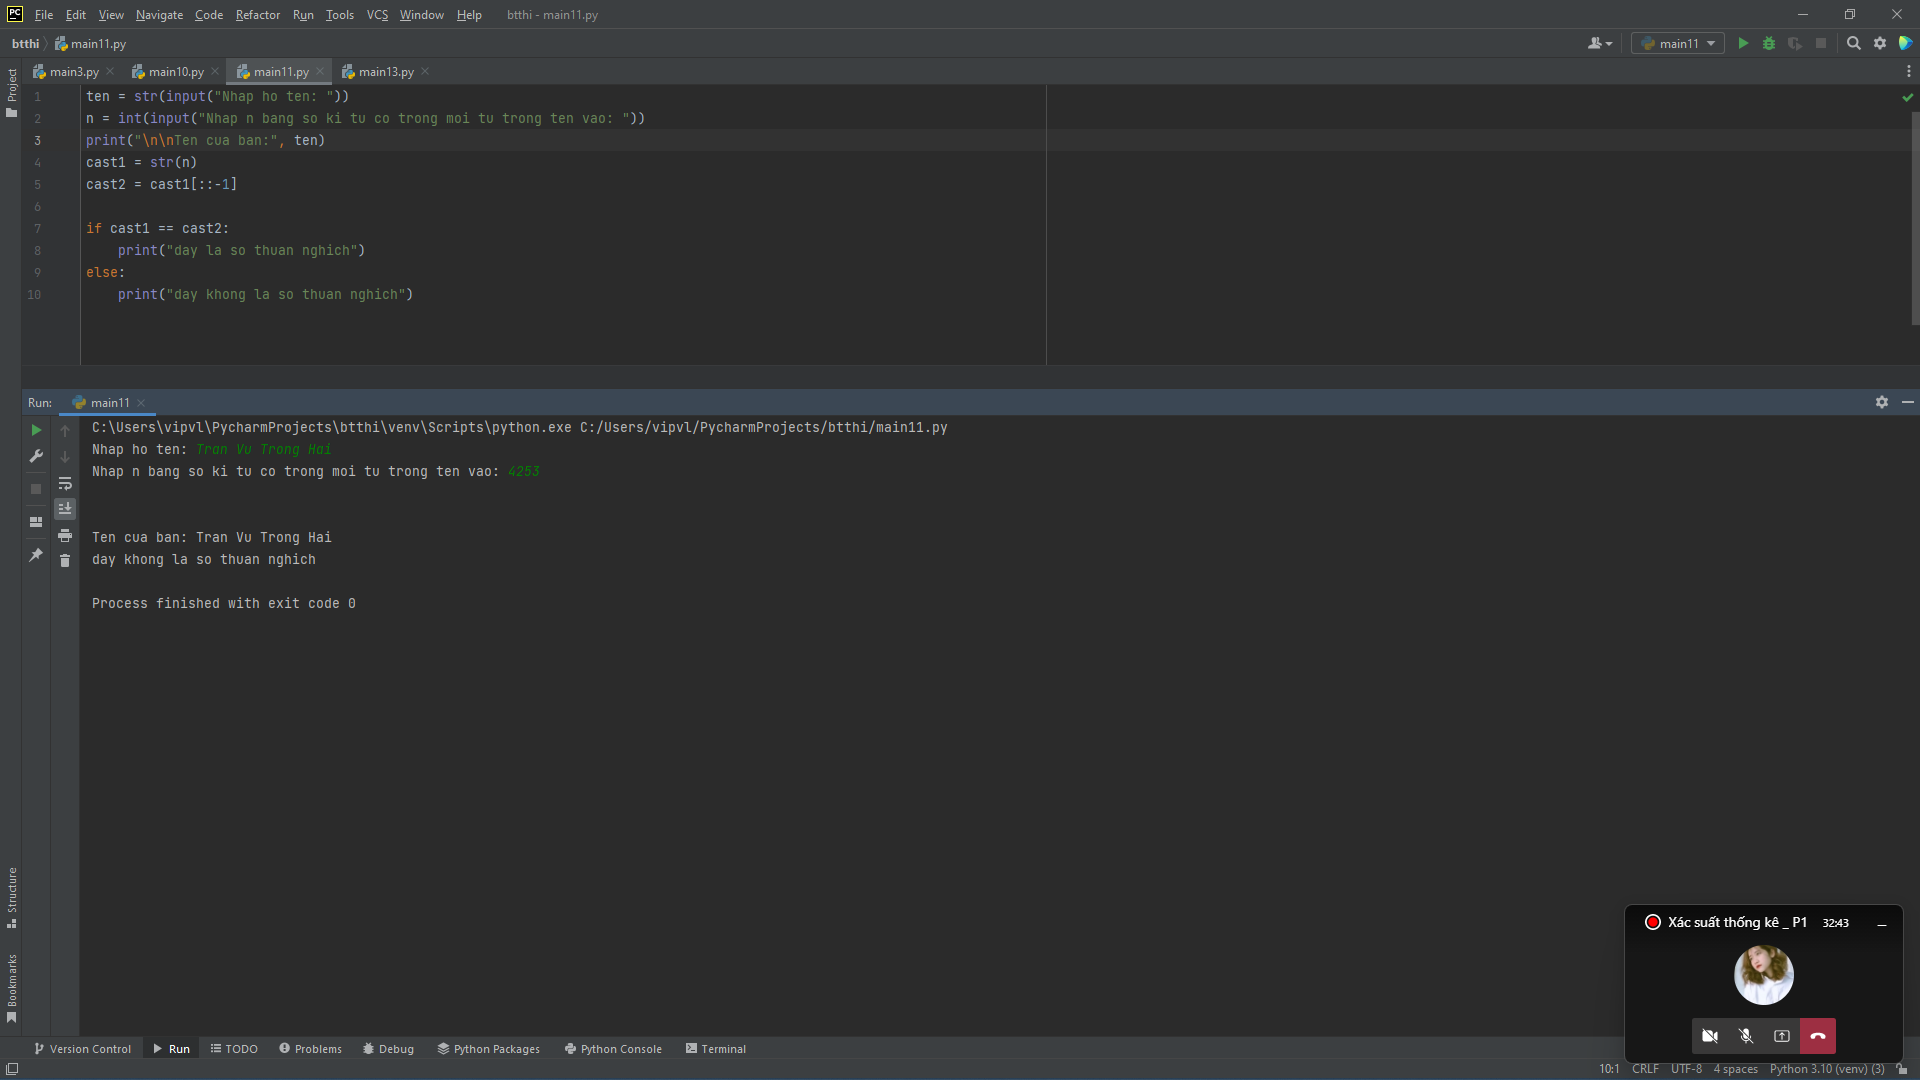 PC File Edit View Navigate Code Refactor Run Tools VCS Window Help btthi - main11.py
btthi main11.py main11
main3.py main10.py main11.py main13.py
Project
1 ten = str(input("Nhap ho ten: "))
2 n = int(input("Nhap n bang so ki tu co trong moi tu trong ten vao: "))
3 print("\n\nTen cua ban:", ten)
4 cast1 = str(n)
5 cast2 = cast1[::-1]
6
7 if cast1 == cast2:
8 print("day la so thuan nghich")
9 else:
10 print("day khong la so thuan nghich")
Run: main11
C:\Users\vipvl\PycharmProjects\btthi\venv\Scripts\python.exe C:/Users/vipvl/PycharmProjects/btthi/main11.py
Nhap ho ten: Tran Vu Trong Hai
Nhap n bang so ki tu co trong moi tu trong ten vao: 4253
Ten cua ban: Tran Vu Trong Hai
day khong la so thuan nghich
Process finished with exit code 0
Structure
Bookmarks
Xác suất thống kê _ P1 32:43
Version Control Run TODO Problems Debug Python Packages Python Console Terminal
10:1 CRLF UTF-8 4 spaces Python 3.10 (venv) (3)